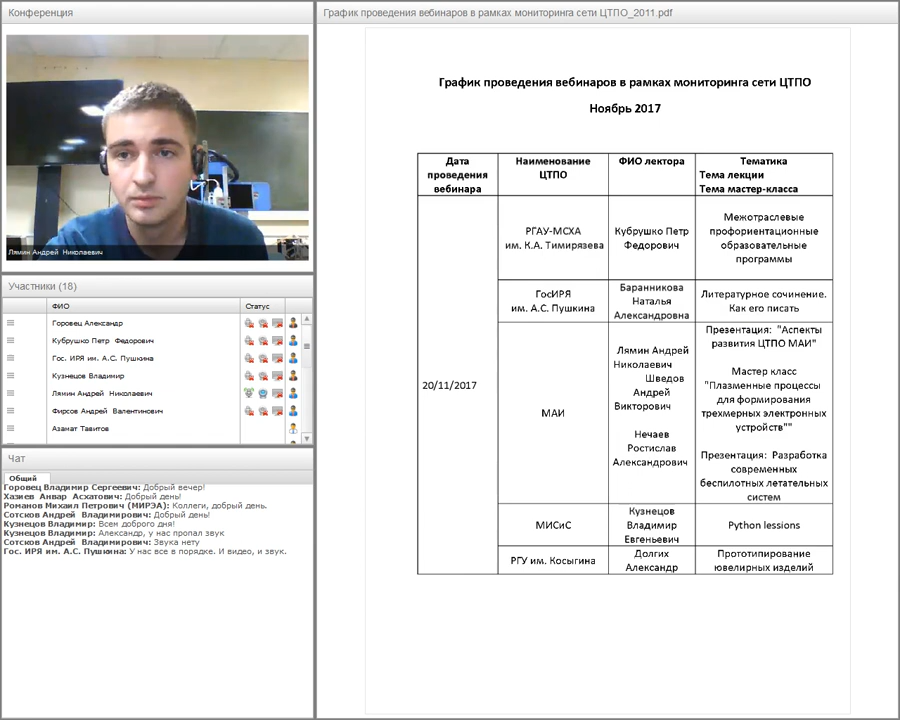 Конференция
Лямин Андрей  Николаевич
Участники (18)
ФИО
Статус
Горовец Александр
Кубрушко Петр  Федорович
Гос. ИРЯ им. А.С. Пушкина
Кузнецов Владимир
Лямин Андрей  Николаевич
Фирсов Андрей  Валентинович
Азамат Тавитов
Чат
Общий
Горовец Владимир Сергеевич: Добрый вечер!
Хазиев  Анвар  Асхатович: Добрый день!
Романов Михаил Петрович (МИРЭА): Коллеги, добрый день.
Сотсков Андрей  Владимирович: Добрый день!
Кузнецов Владимир: Всем доброго дня!
Кузнецов Владимир: Александр, у нас пропал звук
Сотсков Андрей  Владимирович: Звука нету
Гос. ИРЯ им. А.С. Пушкина: У нас все в порядке. И видео, и звук.
График проведения вебинаров в рамках мониторинга сети ЦТПО_2011.pdf
График проведения вебинаров в рамках мониторинга сети ЦТПО
Ноябрь 2017
Дата
проведения
вебинара
Наименование
ЦТПО
ФИО лектора
Тематика
Тема лекции
Тема мастер-класса
20/11/2017
РГАУ-МСХА
им. К.А. Тимирязева
Кубрушко Петр
Федорович
Межотраслевые
профориентационные
образовательные
программы
ГосИРЯ
им. А.С. Пушкина
Баранникова
Наталья
Александровна
Литературное сочинение.
Как его писать
МАИ
Лямин Андрей
Николаевич
Шведов
Андрей
Викторович
Нечаев
Ростислав
Александрович
Презентация:  "Аспекты
развития ЦТПО МАИ"
Мастер класс
"Плазменные процессы
для формирования
трехмерных электронных
устройств""
Презентация:  Разработка
современных
беспилотных летательных
систем
МИСиС
Кузнецов
Владимир
Евгеньевич
Python lessions
РГУ им. Косыгина
Долгих
Александр
Прототипирование
ювелирных изделий